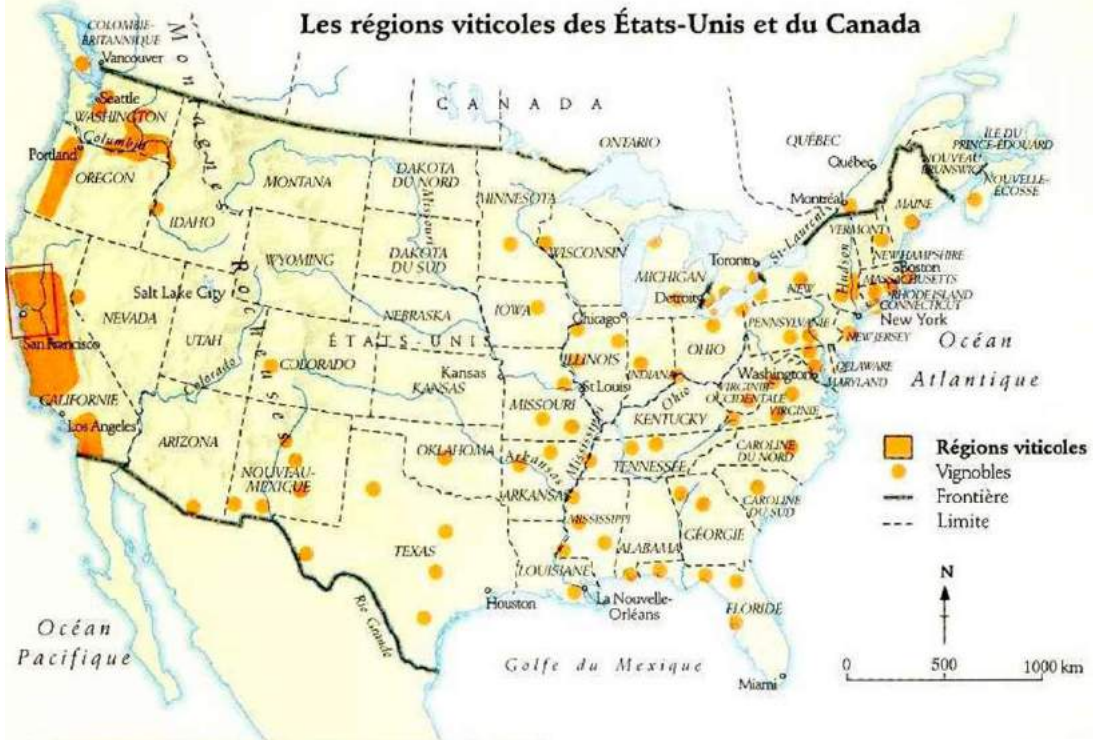 Les régions viticoles des États-Unis et du Canada
COLOMBIE-
BRITANNIQUE
Vancouver
Montagnes
Rocheuses
CANADA
Seattle
WASHINGTON
Columbia
Portland
OREGON
IDAHO
MONTANA
DAKOTA
DU NORD
Missouri
MINNESOTA
ONTARIO
QUÉBEC
Québec
ÎLE DU
PRINCE-ÉDOUARD
NOUVEAU
BRUNSWICK
NOUVELLE-
ÉCOSSE
Montréal
MAINE
St-Laurent
VERMONT
NEW HAMPSHIRE
Hudson
Boston
MASSACHUSETTS
RHODE ISLAND
CONNECTICUT
New York
WYOMING
DAKOTA
DU SUD
WISCONSIN
MICHIGAN
Toronto
Detroit
NEW
PENNSYLVANIE
NEW JERSEY
Océan
Atlantique
Salt Lake City
NEVADA
San Francisco
UTAH
NEBRASKA
IOWA
Chicago
ÉTATS-UNIS
ILLINOIS
INDIANA
OHIO
Washington
DELAWARE
MARYLAND
COLORADO
Colorado
Kansas
KANSAS
St Louis
Ohio
VIRGINIE-
OCCIDENTALE
CALIFORNIE
Los Angeles
MISSOURI
KENTUCKY
VIRGINIE
ARIZONA
NOUVEAU-
MEXIQUE
OKLAHOMA
Arkansas
Mississippi
TENNESSEE
CAROLINE
DU NORD
ARKANSAS
CAROLINE
DU SUD
MISSISSIPPI
ALABAMA
GÉORGIE
TEXAS
LOUISIANE
Houston
La Nouvelle-
Orléans
FLORIDE
Rio Grande
Océan
Pacifique
Golfe du Mexique
Miami
Régions viticoles
Vignobles
Frontière
Limite
N
0 500 1000 km